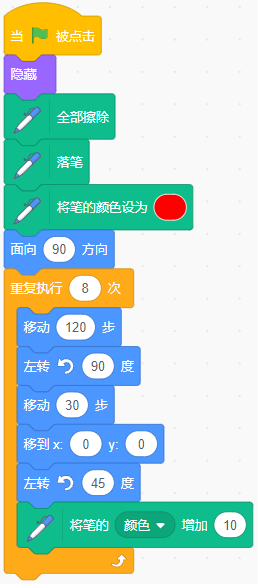 当 被点击
隐藏
全部擦除
落笔
将笔的颜色设为
面向 90 方向
重复执行 8 次
移动 120 步
左转 90 度
移动 30 步
移到 x: 0 y: 0
左转 45 度
将笔的 颜色 增加 10